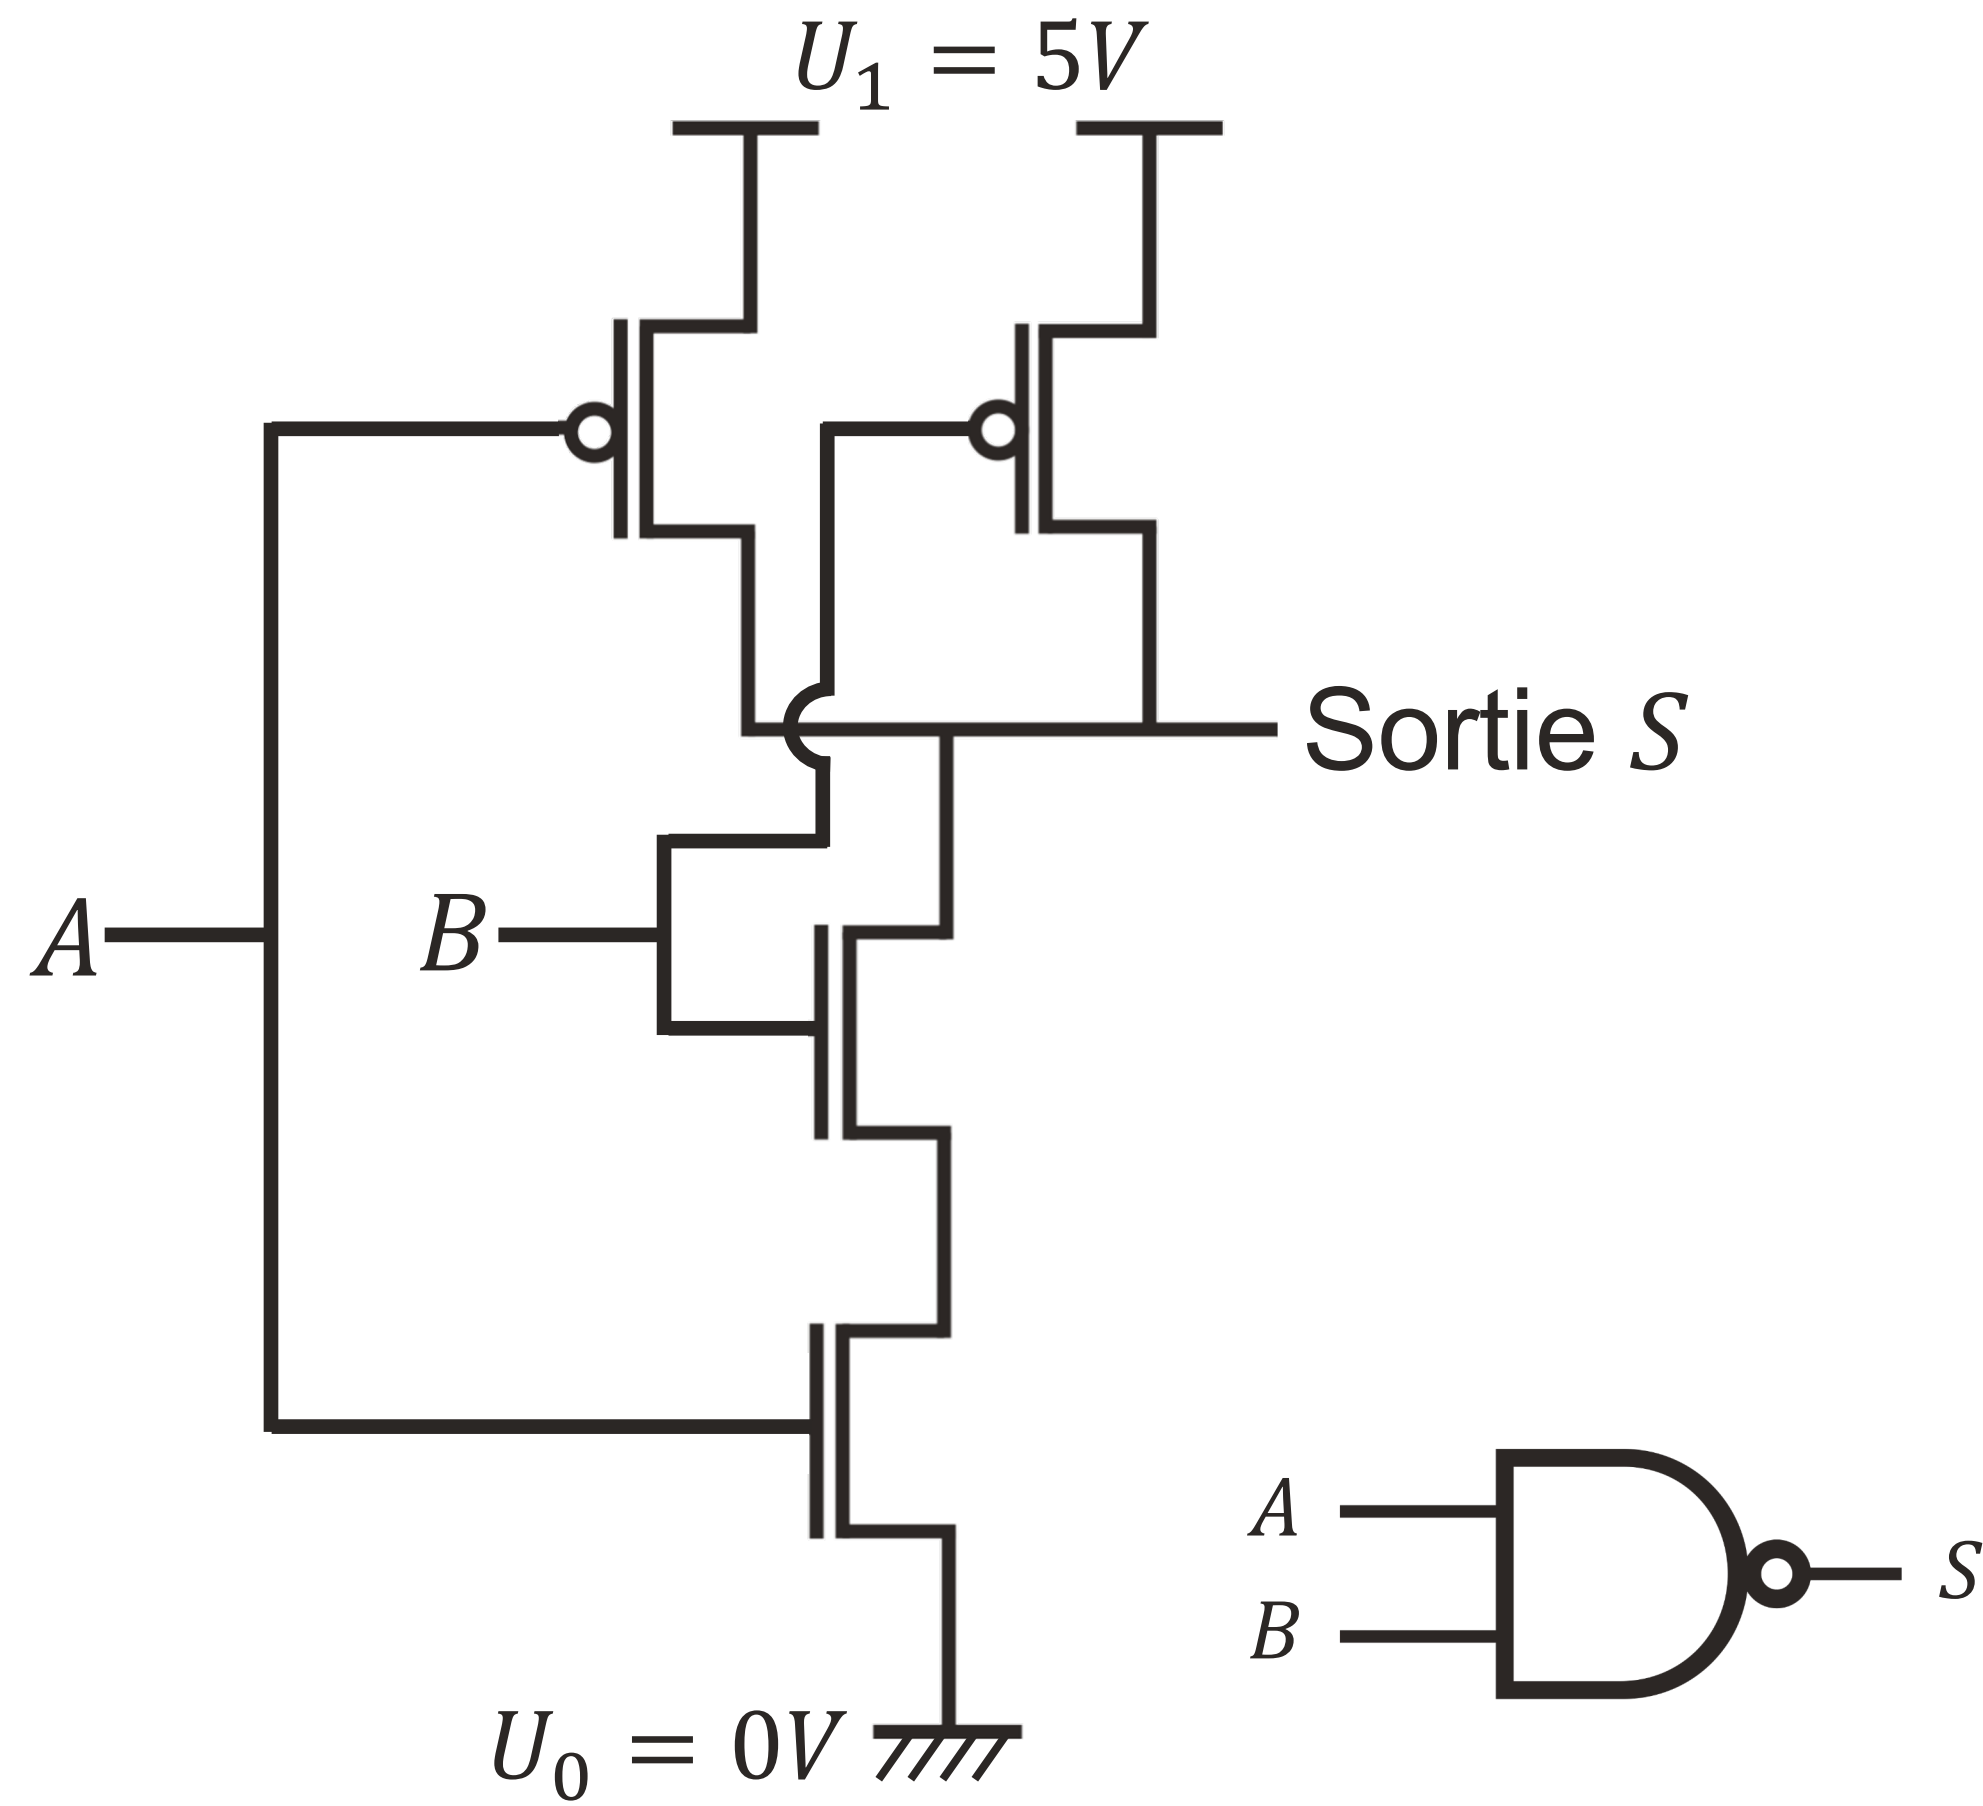 U₁ = 5V
Sortie S
A
B
U₀ = 0V
A
B
S